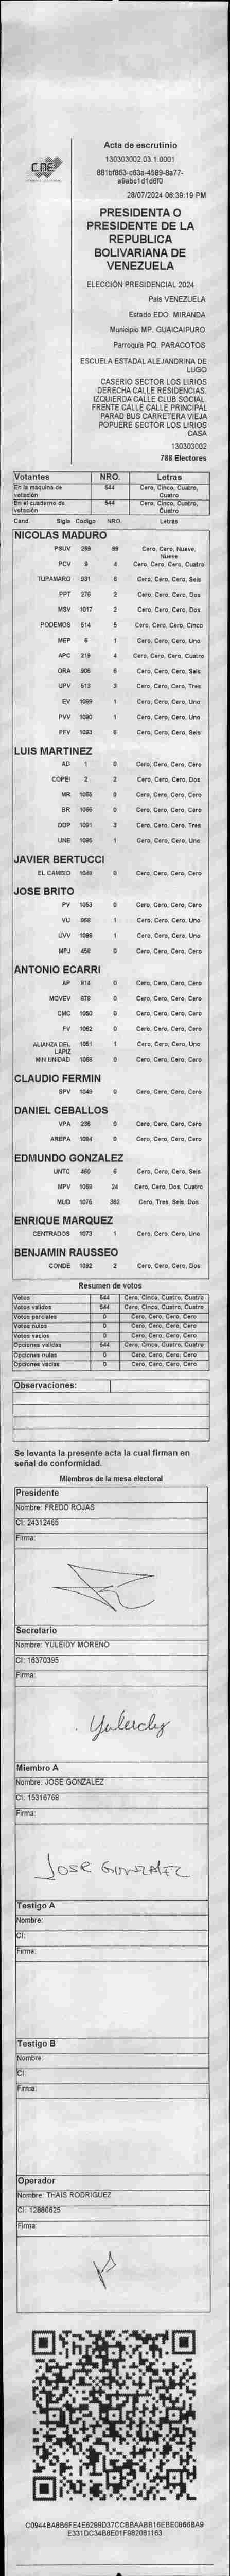 CNE
Acta de escrutinio
130303002.03.1.0001
28/07/2024 06:39:19 PM
PRESIDENTA O
PRESIDENTE DE LA
REPUBLICA
BOLIVARIANA DE
VENEZUELA
ELECCIÓN PRESIDENCIAL 2024
Pais VENEZUELA
Estado EDO. MIRANDA
Municipio MP. GUAICAIPURO
Parroquia PQ. PARACOTOS
ESCUELA ESTADAL ALEJANDRINA DE
LUGO
CASERIO SECTOR LOS LIRIOS
DERECHA CALLE RESIDENCIAS.
IZQUIERDA CALLE CLUB SOCIAL.
FRENTE CALLE CALLE PRINCIPAL
PARAD BUS CARRETERA VIEJA
POPUERE SECTOR LOS LIRIOS
CASA
130303002
788 Electores
Votantes NRO. Letras
En la máquina de votación 544 Cero, Cinco, Cuatro, Cuatro
En el cuaderno de votación 544 Cero, Cinco, Cuatro, Cuatro
Cand. Sigla Código NRO. Letras
NICOLAS MADURO
PSUV 269 99 Cero, Cero, Nueve, Nueve
PCV 9 4 Cero, Cero, Cero, Cuatro
TUPAMARO 931 6 Cero, Cero, Cero, Seis
PPT 276 2 Cero, Cero, Cero, Dos
MSV 1017 2 Cero, Cero, Cero, Dos
PODEMOS 514 5 Cero, Cero, Cero, Cinco
MEP 6 1 Cero, Cero, Cero, Uno
APC 219 4 Cero, Cero, Cero, Cuatro
ORA 906 6 Cero, Cero, Cero, Seis
UPV 513 3 Cero, Cero, Cero, Tres
EV 1089 1 Cero, Cero, Cero, Uno
PVV 1090 1 Cero, Cero, Cero, Uno
PFV 1093 6 Cero, Cero, Cero, Seis
LUIS MARTINEZ
AD 1 0 Cero, Cero, Cero, Cero
COPEI 2 2 Cero, Cero, Cero, Dos
MR 1065 0 Cero, Cero, Cero, Cero
BR 1066 0 Cero, Cero, Cero, Cero
DDP 1091 3 Cero, Cero, Cero, Tres
UNE 1095 1 Cero, Cero, Cero, Uno
JAVIER BERTUCCI
EL CAMBIO 1048 0 Cero, Cero, Cero, Cero
JOSE BRITO
PV 1053 0 Cero, Cero, Cero, Cero
VU 968 1 Cero, Cero, Cero, Uno
UVV 1096 1 Cero, Cero, Cero, Uno
MPJ 456 0 Cero, Cero, Cero, Cero
ANTONIO ECARRI
AP 914 0 Cero, Cero, Cero, Cero
MOVEV 876 0 Cero, Cero, Cero, Cero
CMC 1050 0 Cero, Cero, Cero, Cero
FV 1062 0 Cero, Cero, Cero, Cero
ALIANZA DEL LAPIZ 1051 1 Cero, Cero, Cero, Uno
MIN UNIDAD 1068 0 Cero, Cero, Cero, Cero
CLAUDIO FERMIN
SPV 1049 0 Cero, Cero, Cero, Cero
DANIEL CEBALLOS
VPA 236 0 Cero, Cero, Cero, Cero
AREPA 1094 0 Cero, Cero, Cero, Cero
EDMUNDO GONZALEZ
UNTC 460 6 Cero, Cero, Cero, Seis
MPV 1069 24 Cero, Cero, Dos, Cuatro
MUD 1075 362 Cero, Tres, Seis, Dos
ENRIQUE MARQUEZ
CENTRADOS 1073 1 Cero, Cero, Cero, Uno
BENJAMIN RAUSSEO
CONDE 1092 2 Cero, Cero, Cero, Dos
Resumen de votos
Votos 544 Cero, Cinco, Cuatro, Cuatro
Votos validos 544 Cero, Cinco, Cuatro, Cuatro
Votos parciales 0 Cero, Cero, Cero, Cero
Votos nulos 0 Cero, Cero, Cero, Cero
Votos vacios 0 Cero, Cero, Cero, Cero
Opciones validas 544 Cero, Cinco, Cuatro, Cuatro
Opciones nulas 0 Cero, Cero, Cero, Cero
Opciones vacias 0 Cero, Cero, Cero, Cero
Observaciones:
Se levanta la presente acta la cual firman en
señal de conformidad.
Miembros de la mesa electoral
Presidente
Nombre: FREDD ROJAS
CI: 24312465
Firma:
Secretario
Nombre: YULEIDY MORENO
CI: 16370395
Firma:
Yuleidy
Miembro A
Nombre: JOSE GONZALEZ
CI: 15316768
Firma:
JOSE GONZALEZ
Testigo A
Nombre:
CI:
Firma:
Testigo B
Nombre:
CI:
Firma:
Operador
Nombre: THAIS RODRIGUEZ
CI: 12880625
Firma: